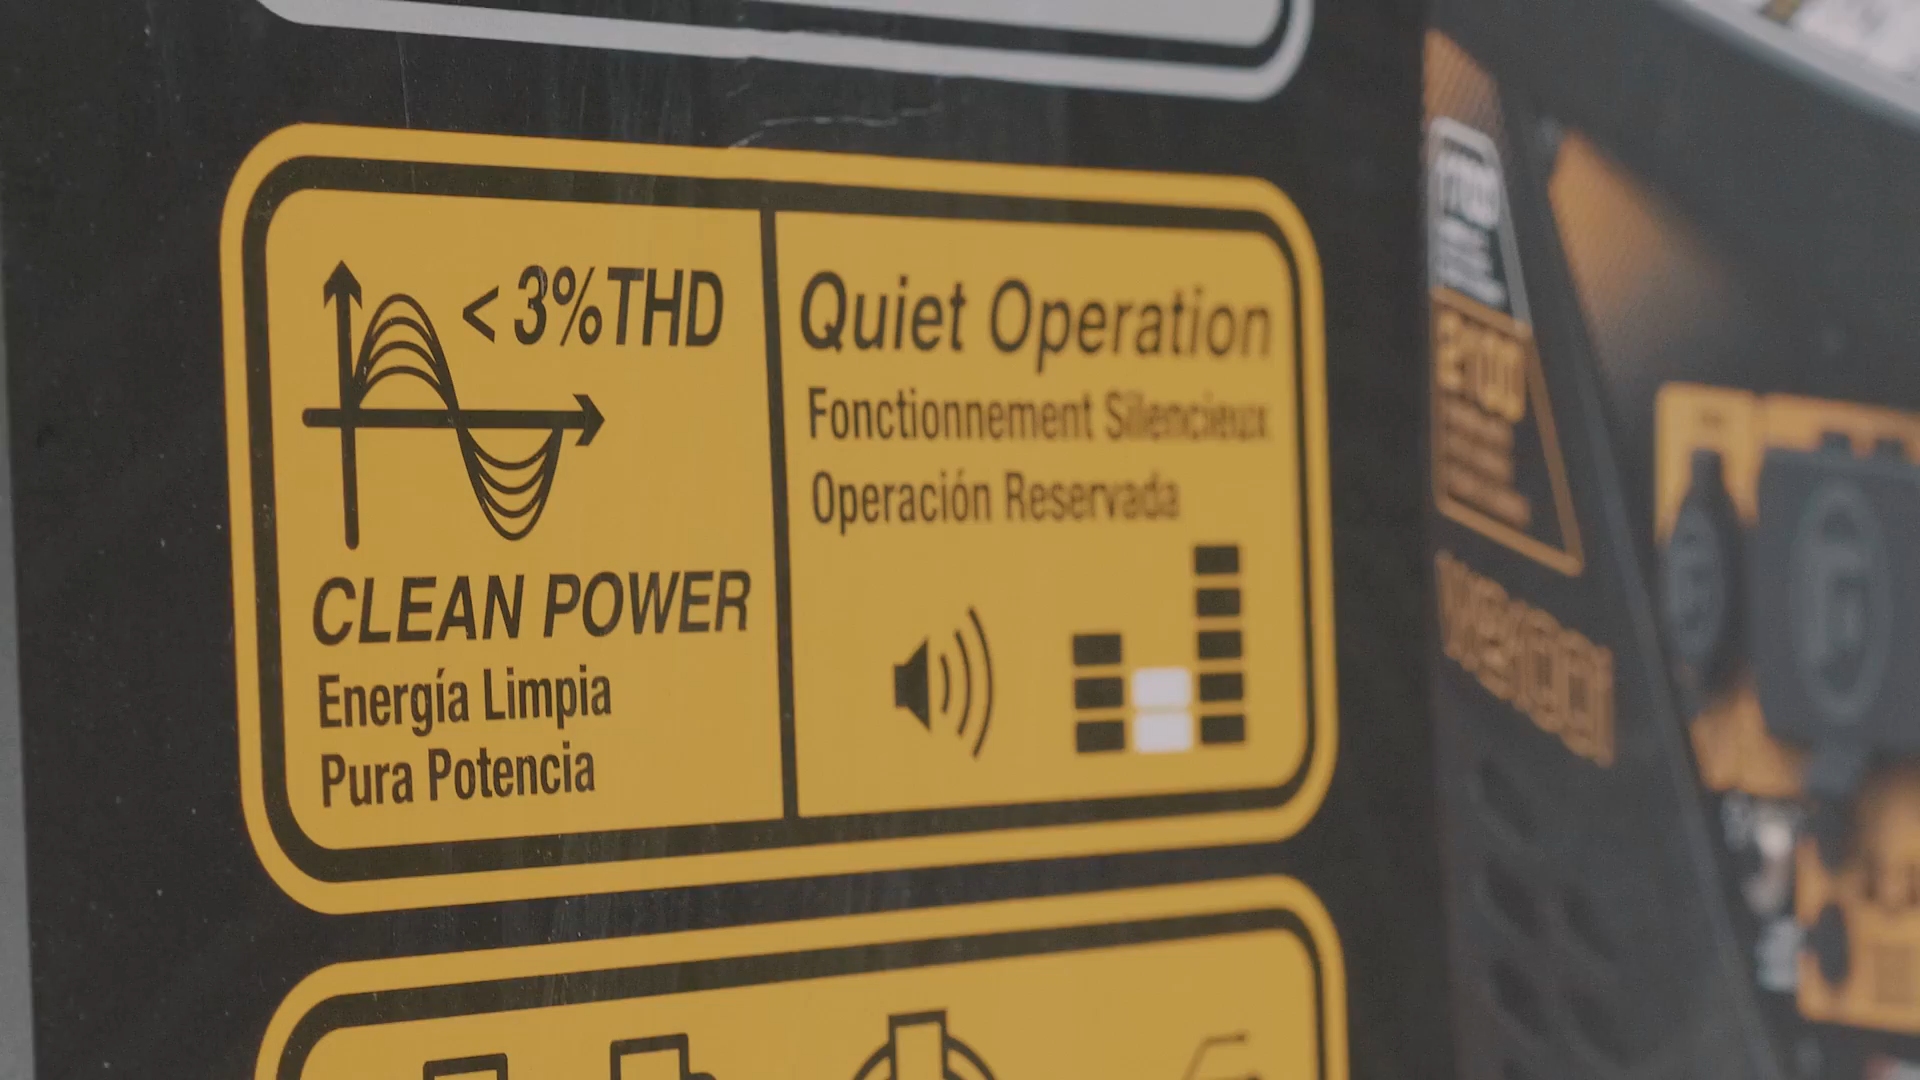 < 3% THD
CLEAN POWER
Energía Limpia
Pura Potencia
Quiet Operation
Fonctionnement Silencieux
Operación Reservada